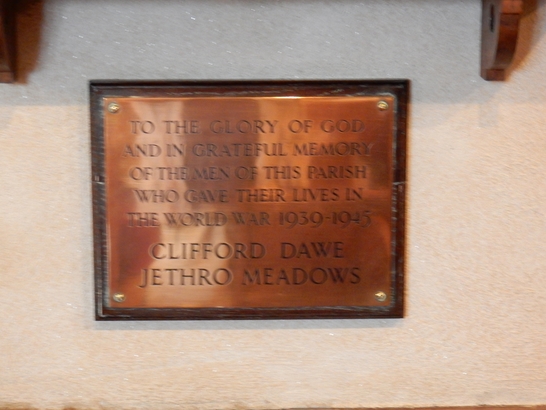 TO THE GLORY OF GOD
AND IN GRATEFUL MEMORY
OF THE MEN OF THIS PARISH
WHO GAVE THEIR LIVES IN
THE WORLD WAR 1939-1945
CLIFFORD DAWE
JETHRO MEADOWS